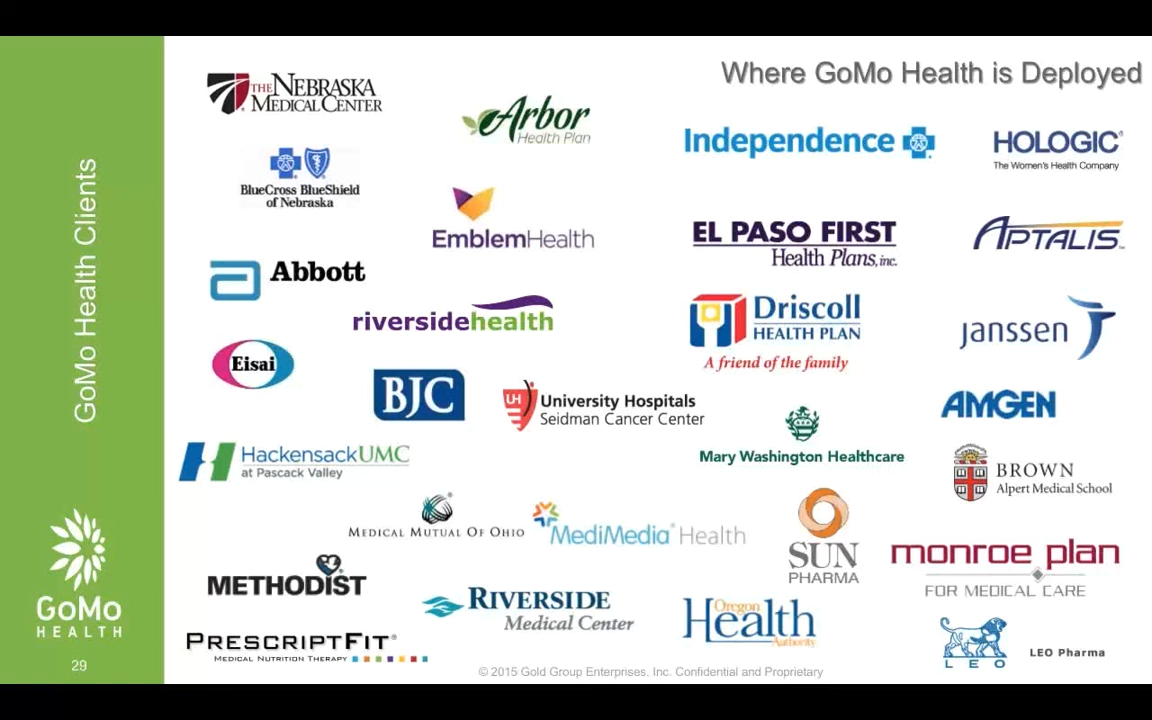 Where GoMo Health is Deployed
GoMo Health Clients
THE NEBRASKA
MEDICAL CENTER
Arbor
Health Plan
Independence
HOLOGIC®
The Women's Health Company
BlueCross BlueShield
of Nebraska
EmblemHealth
EL PASO FIRST
Health Plans, inc.
APTALIS™
Abbott
riversidehealth
Driscoll
HEALTH PLAN
A friend of the family
janssen
Eisai
BJC
UH
University Hospitals
Seidman Cancer Center
AMGEN
Mary Washington Healthcare
HackensackUMC
at Pascack Valley
BROWN
Alpert Medical School
MEDICAL MUTUAL OF OHIO
MediMedia® Health
SUN
PHARMA
monroe plan
FOR MEDICAL CARE
METHODIST
RIVERSIDE
Medical Center
Oregon
Health
Authority
PRESCRIPTFIT®
MEDICAL NUTRITION THERAPY
LEO
LEO Pharma
GoMo
HEALTH
29
© 2015 Gold Group Enterprises, Inc. Confidential and Proprietary